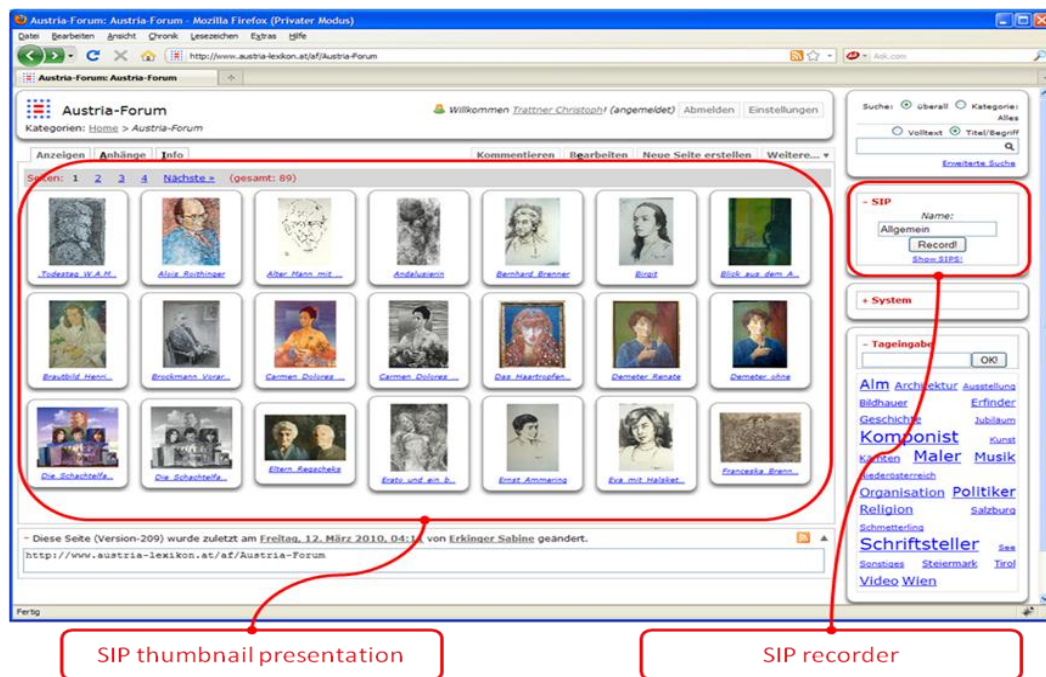 Austria-Forum: Austria-Forum - Mozilla Firefox (Privater Modus)
Datei Bearbeiten Ansicht Chronik Lesezeichen Extras Hilfe
http://www.austria-lexikon.at/af/Austria-Forum
Ask.com
Austria-Forum: Austria-Forum
Austria-Forum
Willkommen Trattner Christoph! (angemeldet) Abmelden Einstellungen
Kategorien: Home > Austria-Forum
Anzeigen Anhänge Info
Kommentieren Bearbeiten Neue Seite erstellen Weitere...
Seiten: 1 2 3 4 Nächste » (gesamt: 89)
.Todestag W.A.M... Alois Roithinger Alter Mann mit ... Andalusierin Bernhard Brenner Birgit Blick aus dem A...
Brautbild Henri... Brockmann Vorar... Carmen Dolores ... Carmen Dolores ... Das Haartropfen... Demeter Renate Demeter ohne
Die Schachtelfa... Die Schachtelfa... Eltern Regscheks Erato und ein b... Ernst Ammering Eva mit Halsket... Franceska Brenn...
- Diese Seite (Version-209) wurde zuletzt am Freitag, 12. März 2010, 04:11 von Erkinger Sabine geändert.
http://www.austria-lexikon.at/af/Austria-Forum
Suche: überall Kategorie:
Alles
Volltext Titel/Begriff
Erweiterte Suche
- SIP
Name:
Allgemein
Record!
Show SIPS!
+ System
- Tageingabe
OK!
Alm Architektur Ausstellung
Bildhauer Erfinder
Geschichte Jubiläum
Komponist Kunst
Kärnten Maler Musik
Niederösterreich
Organisation Politiker
Religion Salzburg
Schmetterling
Schriftsteller See
Sonstiges Steiermark Tirol
Video Wien
Fertig
SIP thumbnail presentation
SIP recorder